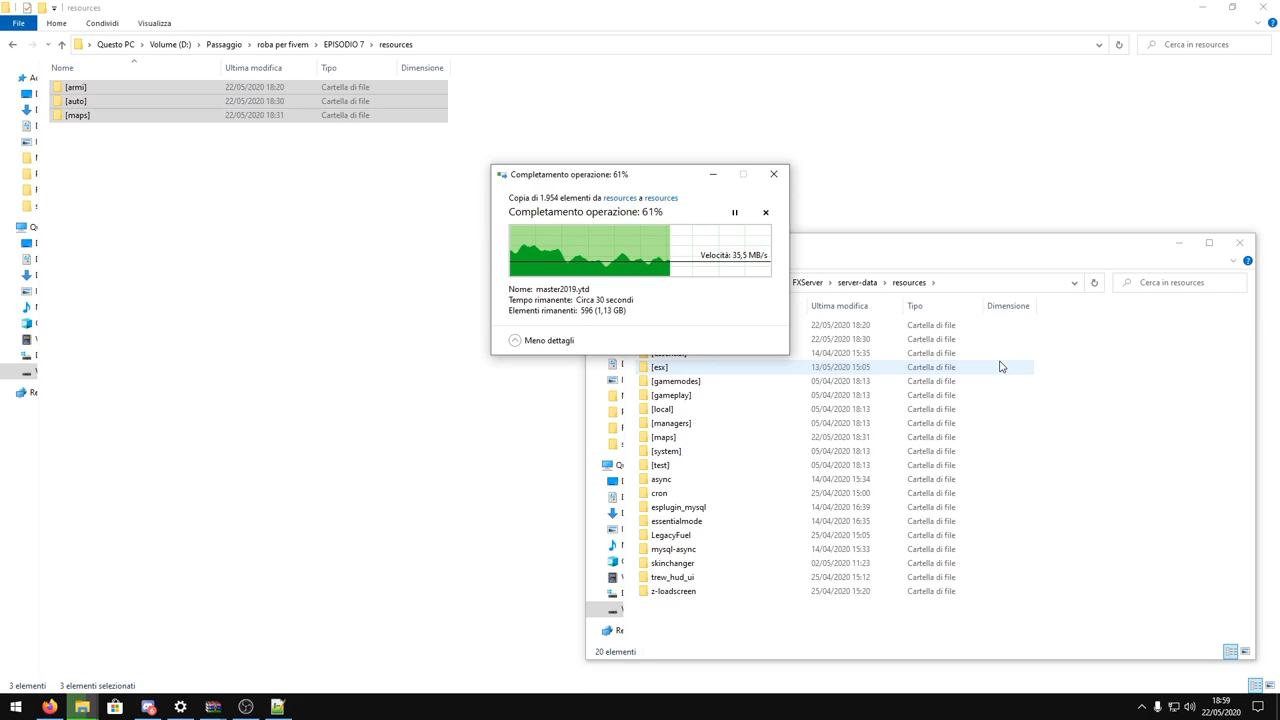 resources
File
Home
Condividi
Visualizza
Questo PC
Volume (D:)
Passaggio
roba per fivem
EPISODIO 7
resources
Cerca in resources
Nome
Ultima modifica
Tipo
Dimensione
[armi]
22/05/2020 18:20
Cartella di file
[auto]
22/05/2020 18:30
Cartella di file
[maps]
22/05/2020 18:31
Cartella di file
Completamento operazione: 61%
Copia di 1.954 elementi da resources a resources
Completamento operazione: 61%
Velocità: 35,5 MB/s
Nome: master2019.ytd
Tempo rimanente: Circa 30 secondi
Elementi rimanenti: 596 (1,13 GB)
Meno dettagli
FXServer
server-data
resources
Cerca in resources
Ultima modifica
Tipo
Dimensione
22/05/2020 18:20
Cartella di file
22/05/2020 18:30
Cartella di file
14/04/2020 15:35
Cartella di file
[esx]
13/05/2020 15:05
Cartella di file
[gamemodes]
05/04/2020 18:13
Cartella di file
[gameplay]
05/04/2020 18:13
Cartella di file
[local]
05/04/2020 18:13
Cartella di file
[managers]
05/04/2020 18:13
Cartella di file
[maps]
22/05/2020 18:31
Cartella di file
[system]
05/04/2020 18:13
Cartella di file
[test]
05/04/2020 18:13
Cartella di file
async
14/04/2020 15:34
Cartella di file
cron
25/04/2020 15:00
Cartella di file
esplugin_mysql
14/04/2020 16:39
Cartella di file
essentialmode
14/04/2020 16:35
Cartella di file
LegacyFuel
25/04/2020 15:05
Cartella di file
mysql-async
14/04/2020 15:33
Cartella di file
skinchanger
02/05/2020 11:23
Cartella di file
trew_hud_ui
25/04/2020 15:12
Cartella di file
z-loadscreen
25/04/2020 15:20
Cartella di file
20 elementi
3 elementi
3 elementi selezionati
18:59
22/05/2020